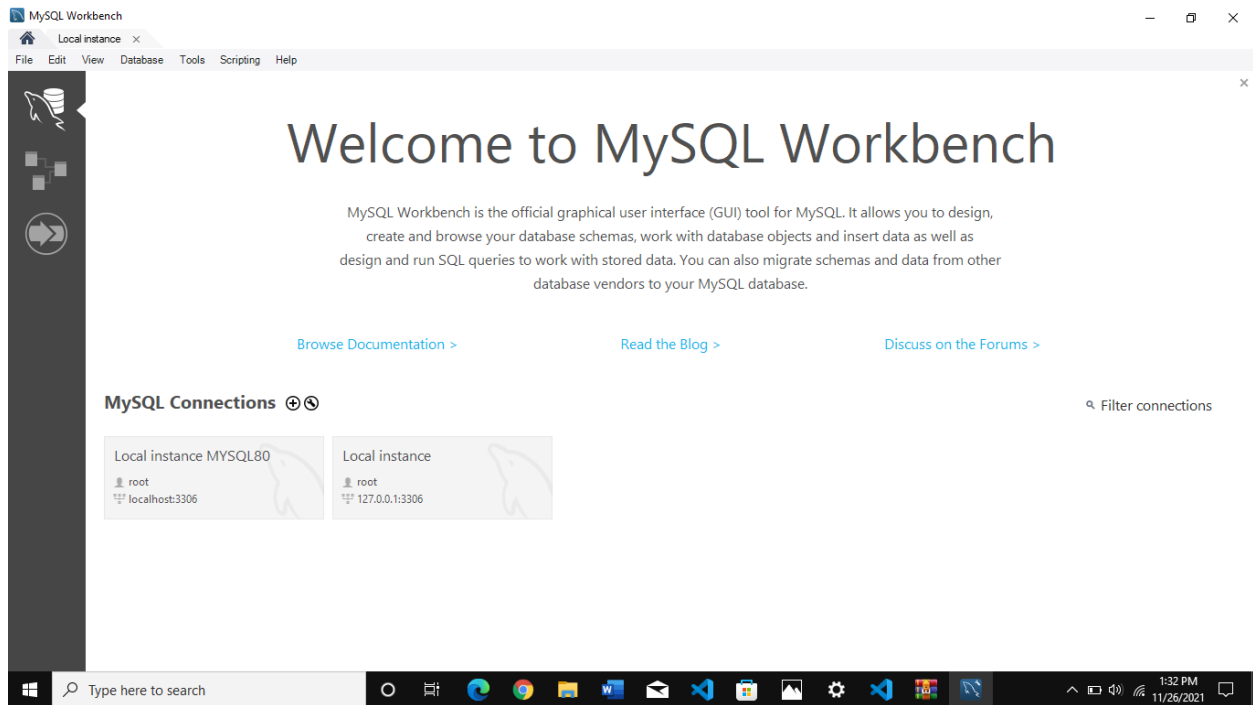 MySQL Workbench
Local instance
File Edit View Database Tools Scripting Help
Welcome to MySQL Workbench
MySQL Workbench is the official graphical user interface (GUI) tool for MySQL. It allows you to design,
create and browse your database schemas, work with database objects and insert data as well as
design and run SQL queries to work with stored data. You can also migrate schemas and data from other
database vendors to your MySQL database.
Browse Documentation > Read the Blog > Discuss on the Forums >
MySQL Connections
Filter connections
Local instance MYSQL80
root
localhost:3306
Local instance
root
127.0.0.1:3306
Type here to search
1:32 PM
11/26/2021